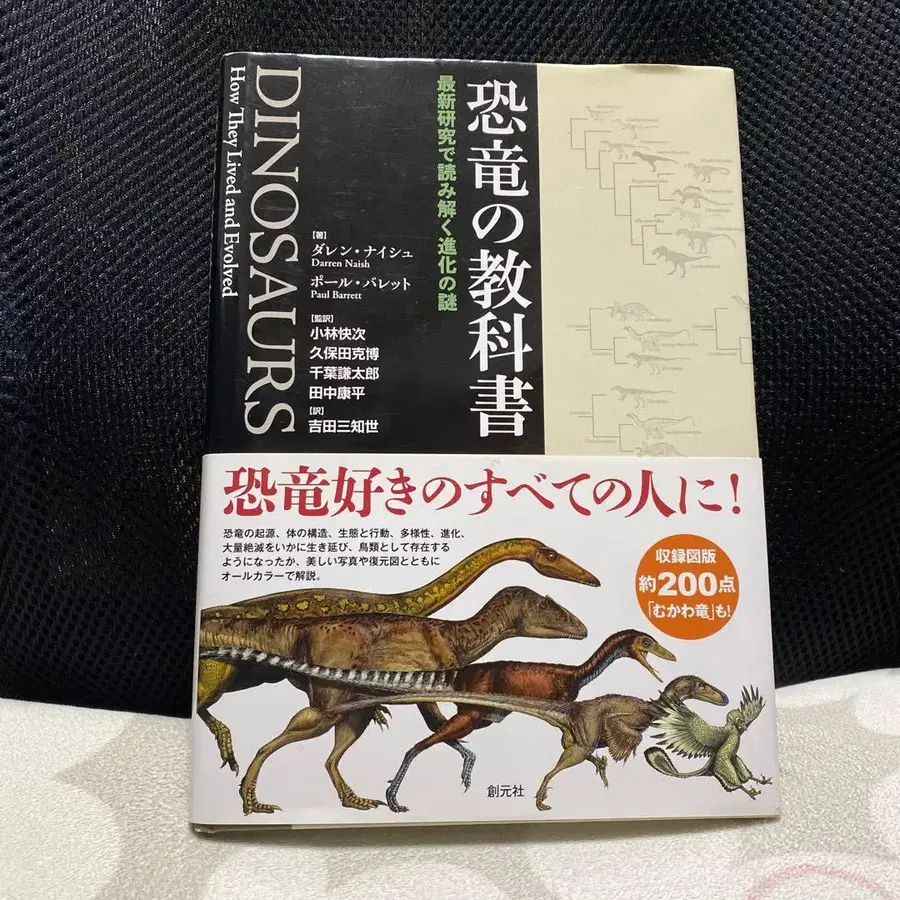 恐竜の教科書
最新研究で読み解く進化の謎
DINOSAURS
How They Lived and Evolved
【著】
ダレン・ナイシュ
Darren Naish
ポール・バレット
Paul Barrett
【監訳】
小林快次
久保田克博
千葉謙太郎
田中康平
【訳】
吉田三知世
恐竜好きのすべての人に!
恐竜の起源、体の構造、生態と行動、多様性、進化、
大量絶滅をいかに生き延び、鳥類として存在する
ようになったか、美しい写真や復元図とともに
オールカラーで解説。
収録図版
約200点
「むかわ竜」も!
創元社